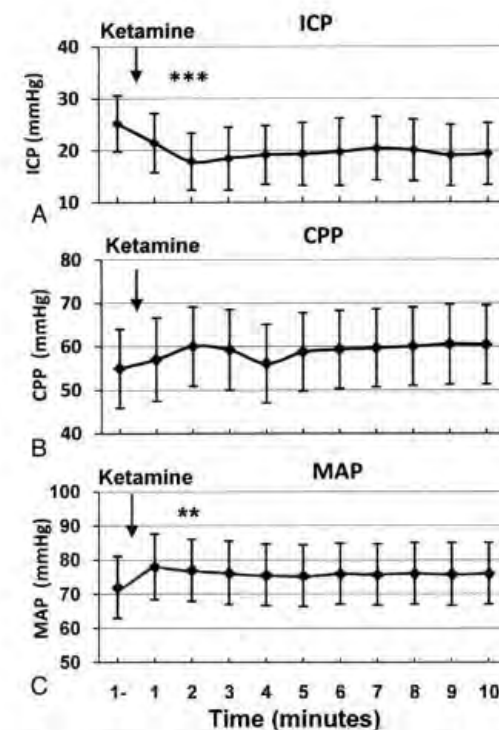 Ketamine ICP
***
40
30
20
10
ICP (mmHg)
A
CPP
Ketamine
80
70
60
50
40
CPP (mmHg)
B
Ketamine MAP
**
100
90
80
70
60
50
MAP (mmHg)
C
1- 1 2 3 4 5 6 7 8 9 10
Time (minutes)